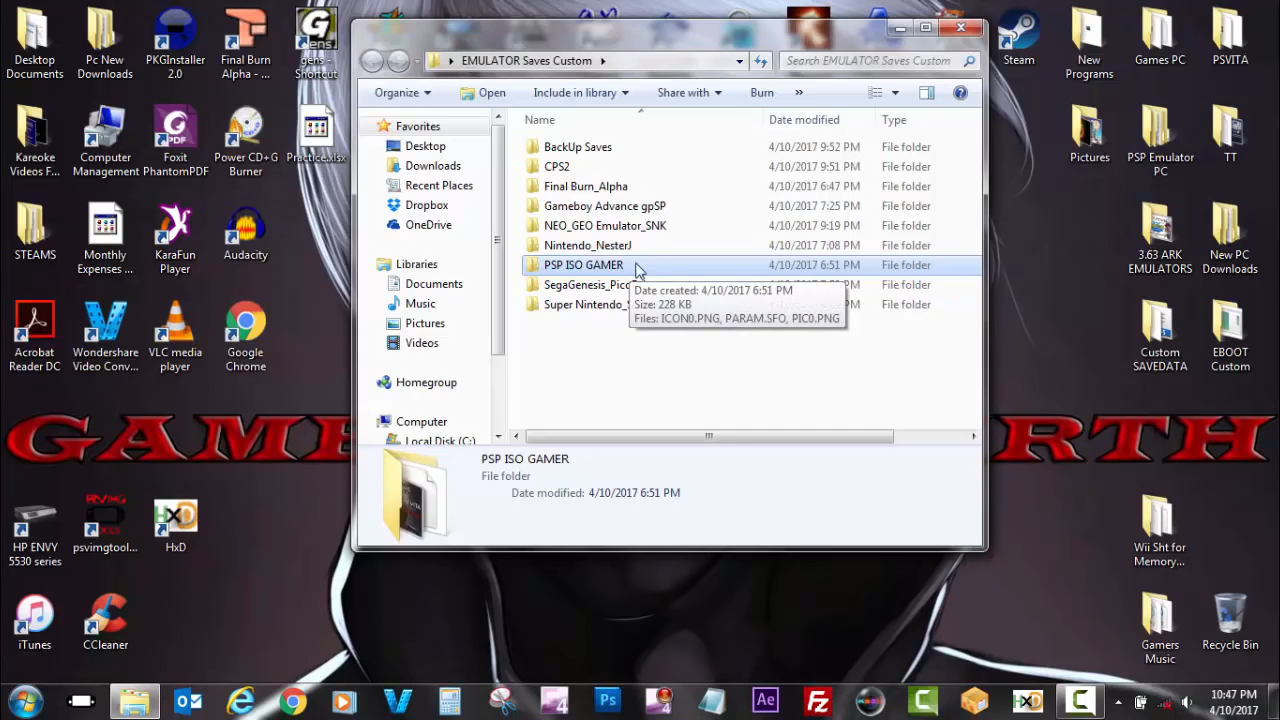 Desktop Documents
Pc New Downloads
PKGInstaller 2.0
Final Burn Alpha - ...
gens - Shortcut
Kareoke Videos F...
Computer Management
Foxit PhantomPDF
Power CD+G Burner
Practice.xlsx
STEAMS
Monthly Expenses ...
KaraFun Player
Audacity
Acrobat Reader DC
Wondershare Video Conv...
VLC media player
Google Chrome
GAME
RTH
HP ENVY 5530 series
psvimgtool...
HxD
iTunes
CCleaner
EMULATOR Saves Custom
Search EMULATOR Saves Custom
Organize
Open
Include in library
Share with
Burn
»
Name
Date modified
Type
Favorites
Desktop
Downloads
Recent Places
Dropbox
OneDrive
Libraries
Documents
Music
Pictures
Videos
Homegroup
Computer
Local Disk (C:)
BackUp Saves 4/10/2017 9:52 PM File folder
CPS2 4/10/2017 9:29 PM File folder
Final Burn_Alpha 4/10/2017 6:47 PM File folder
Gameboy Advance gpSP 4/10/2017 7:25 PM File folder
NEO_GEO Emulator_SNK 4/10/2017 9:19 PM File folder
Nintendo_NesterJ 4/10/2017 7:08 PM File folder
PSP ISO GAMER 4/10/2017 6:51 PM File folder
SegaGenesis_Pico File folder
Super Nintendo_ File folder
Date created: 4/10/2017 6:51 PM
Size: 228 KB
Files: ICON0.PNG, PARAM.SFO, PIC0.PNG
PSP ISO GAMER
File folder
Date modified: 4/10/2017 6:51 PM
Steam
New Programs
Games PC
PSVITA
Pictures
PSP Emulator PC
TT
3.63 ARK EMULATORS
New PC Downloads
Custom SAVEDATA
EBOOT Custom
Wii Sht for Memory...
Gamers Music
Recycle Bin
Ps
Ae
HxD
10:47 PM
4/10/2017